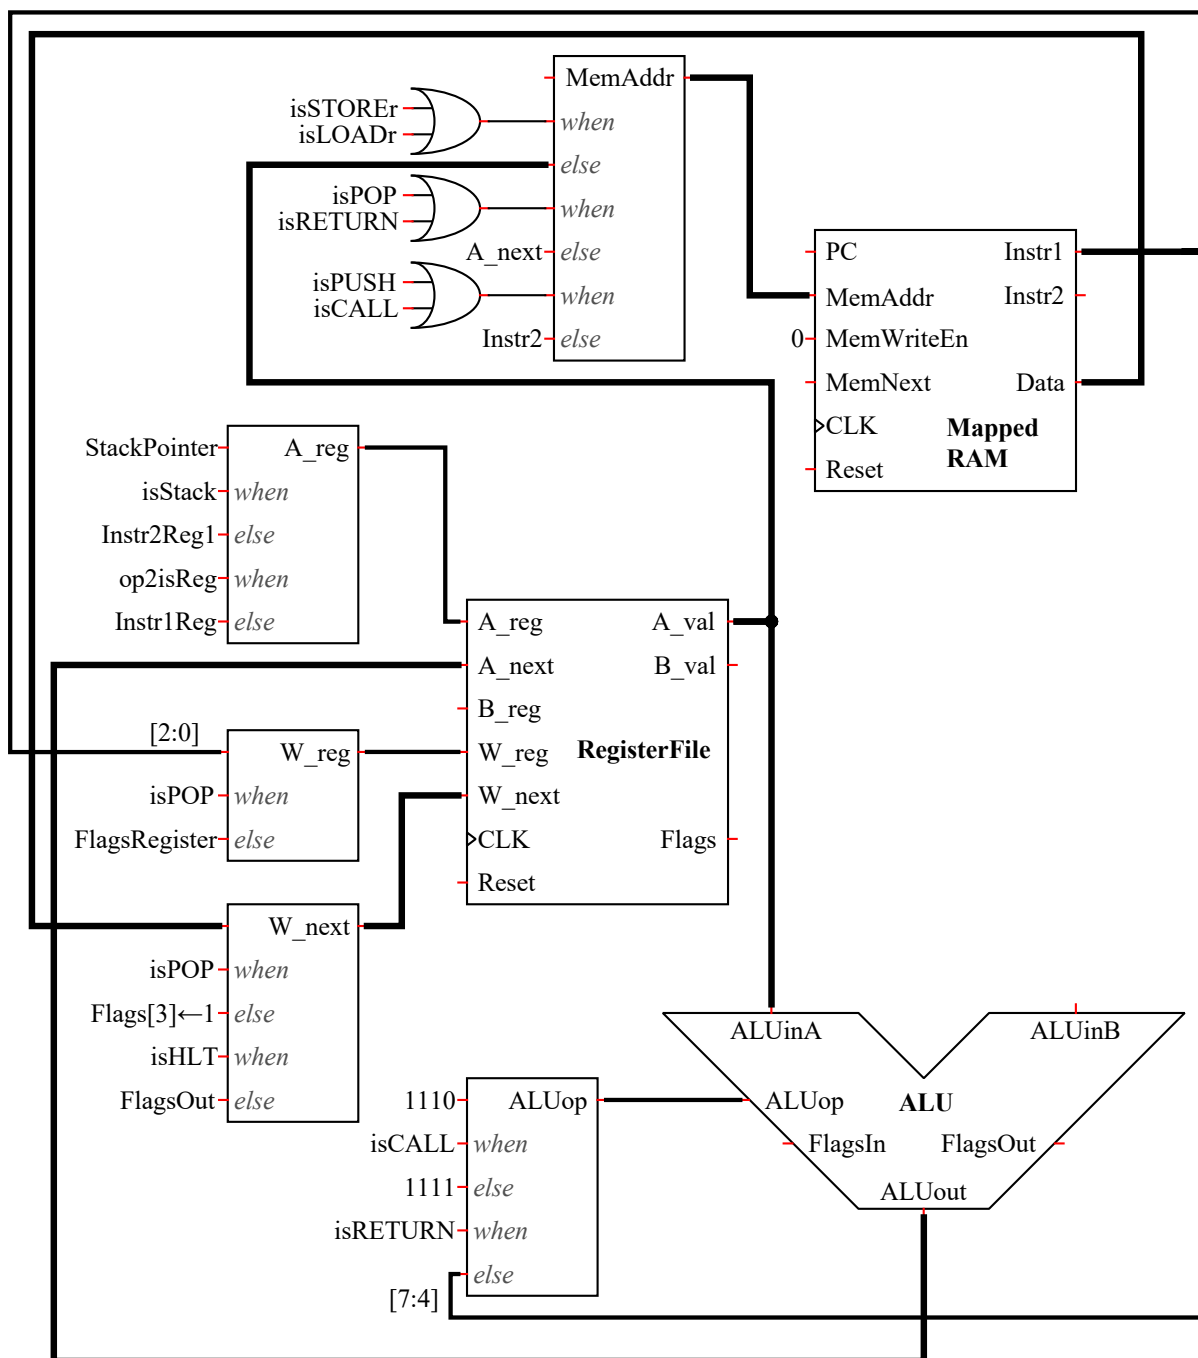 MemAddr
isSTOREr
isLOADr
when
else
isPOP
isRETURN
when
A_next
else
isPUSH
isCALL
when
Instr2
else
PC
Instr1
MemAddr
Instr2
0
MemWriteEn
MemNext
Data
CLK
Mapped
RAM
Reset
StackPointer
A_reg
isStack
when
Instr2Reg1
else
op2isReg
when
Instr1Reg
else
A_reg
A_val
A_next
B_val
B_reg
W_reg
RegisterFile
W_next
CLK
Flags
Reset
[2:0]
W_reg
isPOP
when
FlagsRegister
else
W_next
isPOP
when
Flags[3]←1
else
isHLT
when
FlagsOut
else
1110
ALUop
isCALL
when
1111
else
isRETURN
when
else
[7:4]
ALUinA
ALUinB
ALUop
ALU
FlagsIn
FlagsOut
ALUout